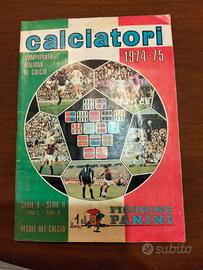 calciatori
1974-75
CAMPIONATO
ITALIANO
DI CALCIO
SERIE A - SERIE B
SERIE C - SERIE D
REGOLE DEL CALCIO
FIGURINE
PANINI
subito